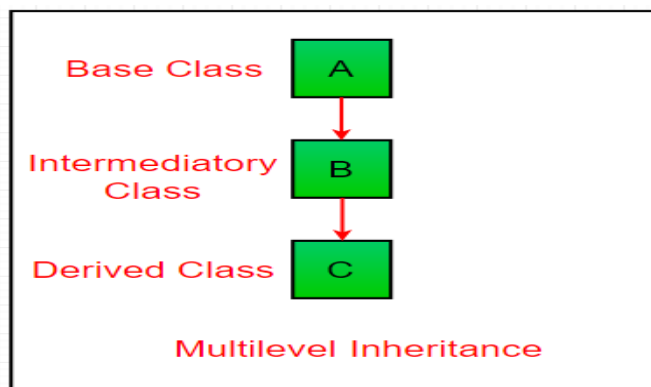 Base Class A
Intermediatory
Class B
Derived Class C
Multilevel Inheritance